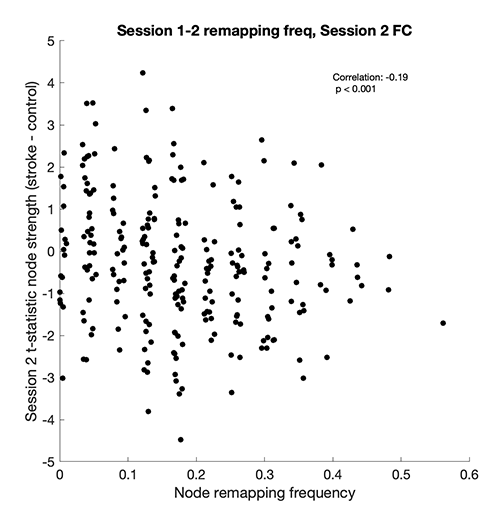 Session 1-2 remapping freq, Session 2 FC
Correlation: -0.19
p < 0.001
Session 2 t-statistic node strength (stroke - control)
5
4
3
2
1
0
-1
-2
-3
-4
-5
0 0.1 0.2 0.3 0.4 0.5 0.6
Node remapping frequency